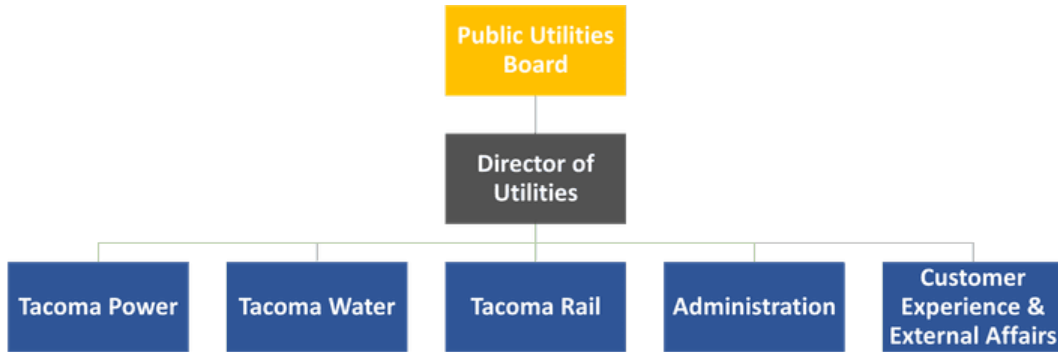 Public Utilities
Board
Director of
Utilities
Tacoma Power
Tacoma Water
Tacoma Rail
Administration
Customer
Experience &
External Affairs